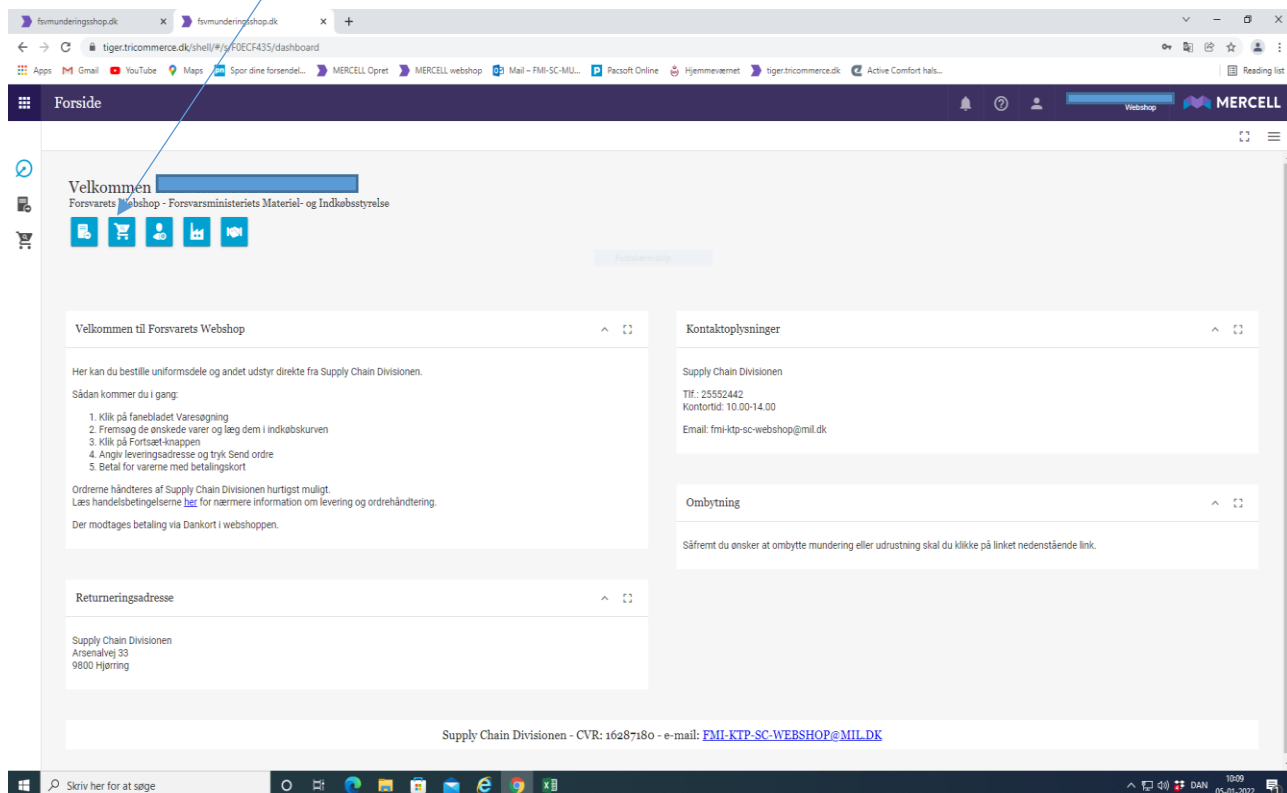 fsvmunderingsshop.dk
fsvmunderingsshop.dk
tiger.tricommerce.dk/shell/#/s/F0ECF435/dashboard
Apps Gmail YouTube Maps Spor dine forsendel... MERCELL Opret MERCELL webshop Mail – FMI-SC-MU... Pacsoft Online Hjemmeværnet tiger.tricommerce.dk Active Comfort hals... Reading list
Forside
Webshop
MERCELL
Velkommen
Forsvarets Webshop - Forsvarsministeriets Materiel- og Indkøbsstyrelse
Velkommen til Forsvarets Webshop
Her kan du bestille uniformsdele og andet udstyr direkte fra Supply Chain Divisionen.
Sådan kommer du i gang:
1. Klik på fanebladet Varesøgning
2. Fremsøg de ønskede varer og læg dem i indkøbskurven
3. Klik på Fortsæt-knappen
4. Angiv leveringsadresse og tryk Send ordre
5. Betal for varerne med betalingskort
Ordrerne håndteres af Supply Chain Divisionen hurtigst muligt.
Læs handelsbetingelserne her for nærmere information om levering og ordrehåndtering.
Der modtages betaling via Dankort i webshoppen.
Kontaktoplysninger
Supply Chain Divisionen
Tlf.: 25552442
Kontortid: 10.00-14.00
Email: fmi-ktp-sc-webshop@mil.dk
Ombytning
Såfremt du ønsker at ombytte mundering eller udrustning skal du klikke på linket nedenstående link.
Returneringsadresse
Supply Chain Divisionen
Arsenalvej 33
9800 Hjørring
Supply Chain Divisionen - CVR: 16287180 - e-mail: FMI-KTP-SC-WEBSHOP@MIL.DK
Skriv her for at søge
DAN
10:09
05-01-2022